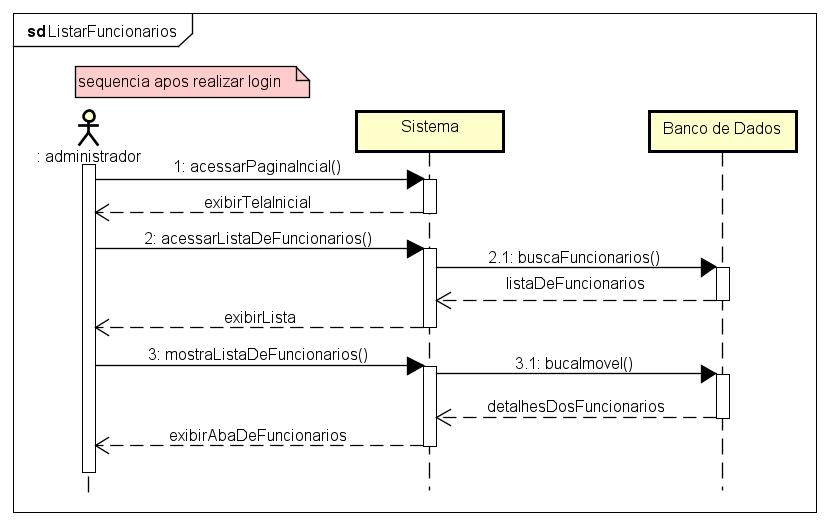 sd ListarFuncionarios
sequencia apos realizar login
Sistema
Banco de Dados
: administrador
1: acessarPaginaIncial()
exibirTelaInicial
2: acessarListaDeFuncionarios()
2.1: buscaFuncionarios()
listaDeFuncionarios
exibirLista
3: mostraListaDeFuncionarios()
3.1: bucaImovel()
detalhesDosFuncionarios
exibirAbaDeFuncionarios